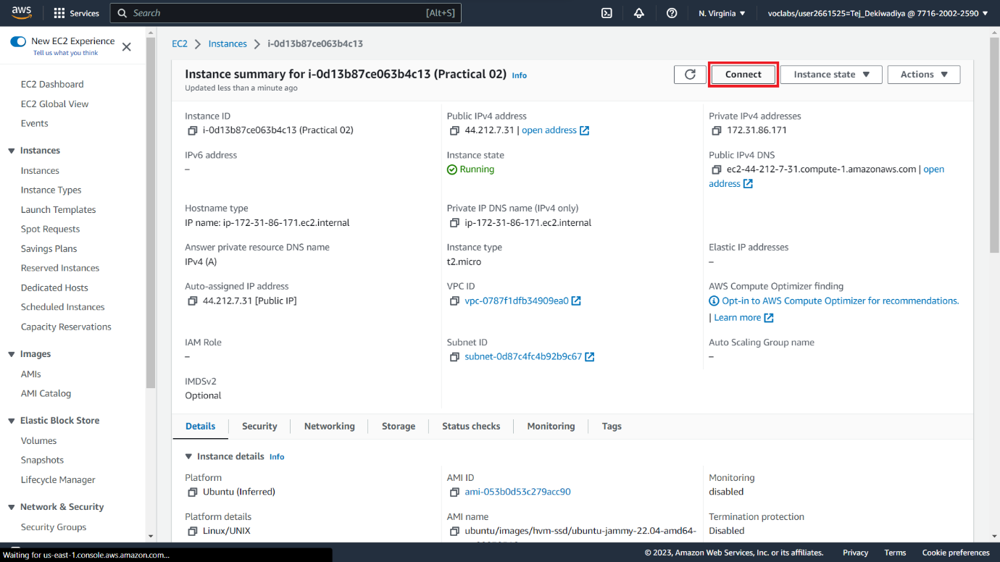 aws
Services
Search
[Alt+S]
N. Virginia
voclabs/user2661525=Tej_Dekiwadiya @ 7716-2002-2590
New EC2 Experience
Tell us what you think
EC2 Dashboard
EC2 Global View
Events
Instances
Instances
Instance Types
Launch Templates
Spot Requests
Savings Plans
Reserved Instances
Dedicated Hosts
Scheduled Instances
Capacity Reservations
Images
AMIs
AMI Catalog
Elastic Block Store
Volumes
Snapshots
Lifecycle Manager
Network & Security
Security Groups
EC2 > Instances > i-0d13b87ce063b4c13
Instance summary for i-0d13b87ce063b4c13 (Practical 02) Info
Updated less than a minute ago
Connect
Instance state
Actions
Instance ID
i-0d13b87ce063b4c13 (Practical 02)
Public IPv4 address
44.212.7.31 | open address
Private IPv4 addresses
172.31.86.171
IPv6 address
–
Instance state
Running
Public IPv4 DNS
ec2-44-212-7-31.compute-1.amazonaws.com | open
address
Hostname type
IP name: ip-172-31-86-171.ec2.internal
Private IP DNS name (IPv4 only)
ip-172-31-86-171.ec2.internal
Answer private resource DNS name
IPv4 (A)
Instance type
t2.micro
Elastic IP addresses
–
Auto-assigned IP address
44.212.7.31 [Public IP]
VPC ID
vpc-0787f1dfb34909ea0
AWS Compute Optimizer finding
Opt-in to AWS Compute Optimizer for recommendations.
| Learn more
IAM Role
–
Subnet ID
subnet-0d87c4fc4b92b9c67
Auto Scaling Group name
–
IMDSv2
Optional
Details
Security
Networking
Storage
Status checks
Monitoring
Tags
Instance details Info
Platform
Ubuntu (Inferred)
AMI ID
ami-053b0d53c279acc90
Monitoring
disabled
Platform details
Linux/UNIX
AMI name
ubuntu/images/hvm-ssd/ubuntu-jammy-22.04-amd64-
Termination protection
Disabled
Waiting for us-east-1.console.aws.amazon.com...
© 2023, Amazon Web Services, Inc. or its affiliates.
Privacy
Terms
Cookie preferences